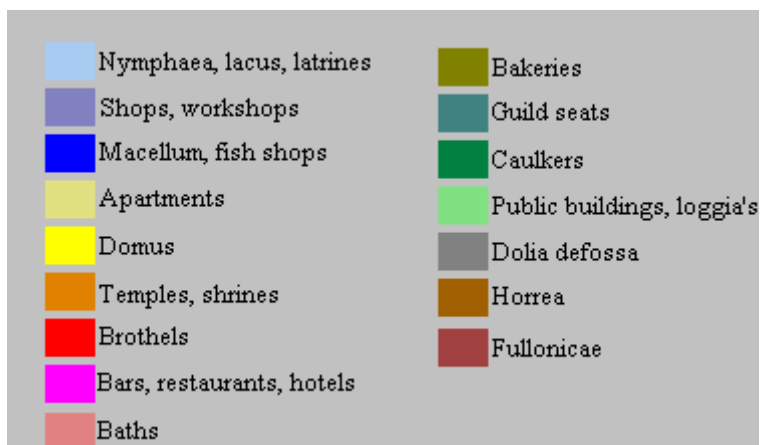 Nymphaea, lacus, latrines
Shops, workshops
Macellum, fish shops
Apartments
Domus
Temples, shrines
Brothels
Bars, restaurants, hotels
Baths
Bakeries
Guild seats
Caulkers
Public buildings, loggia's
Dolia defossa
Horrea
Fullonicae